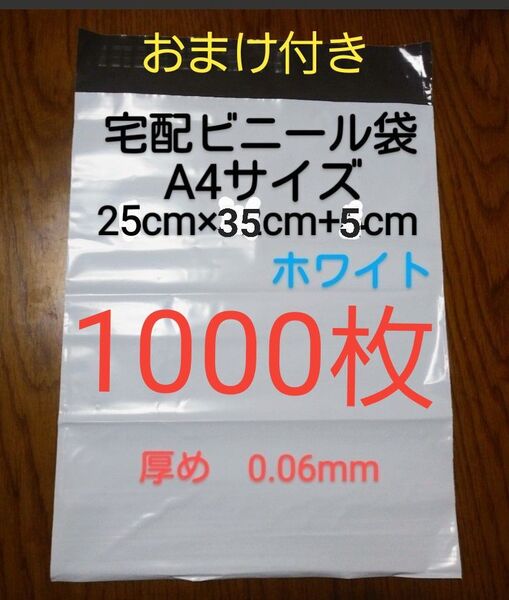 おまけ付き
宅配ビニール袋
A4サイズ
25cm×35cm+5cm
ホワイト
1000枚
厚め 0.06mm